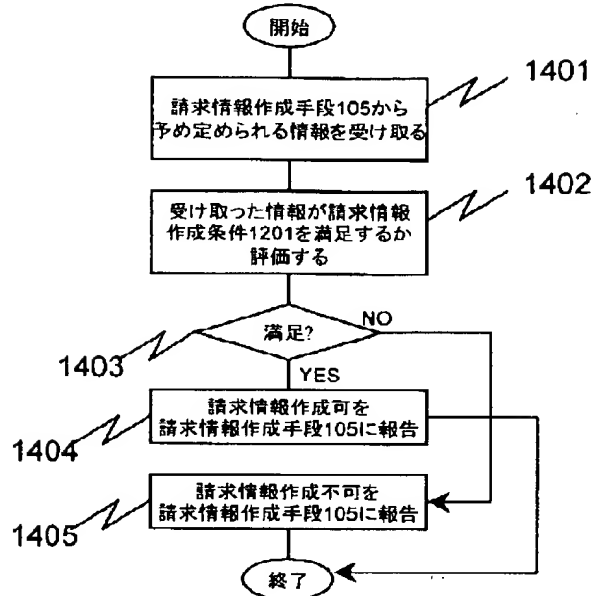 開始
1401
請求情報作成手段105から
予め定められる情報を受け取る
1402
受け取った情報が請求情報
作成条件1201を満足するか
評価する
満足?
NO
1403
YES
1404
請求情報作成可を
請求情報作成手段105に報告
1405
請求情報作成不可を
請求情報作成手段105に報告
終了